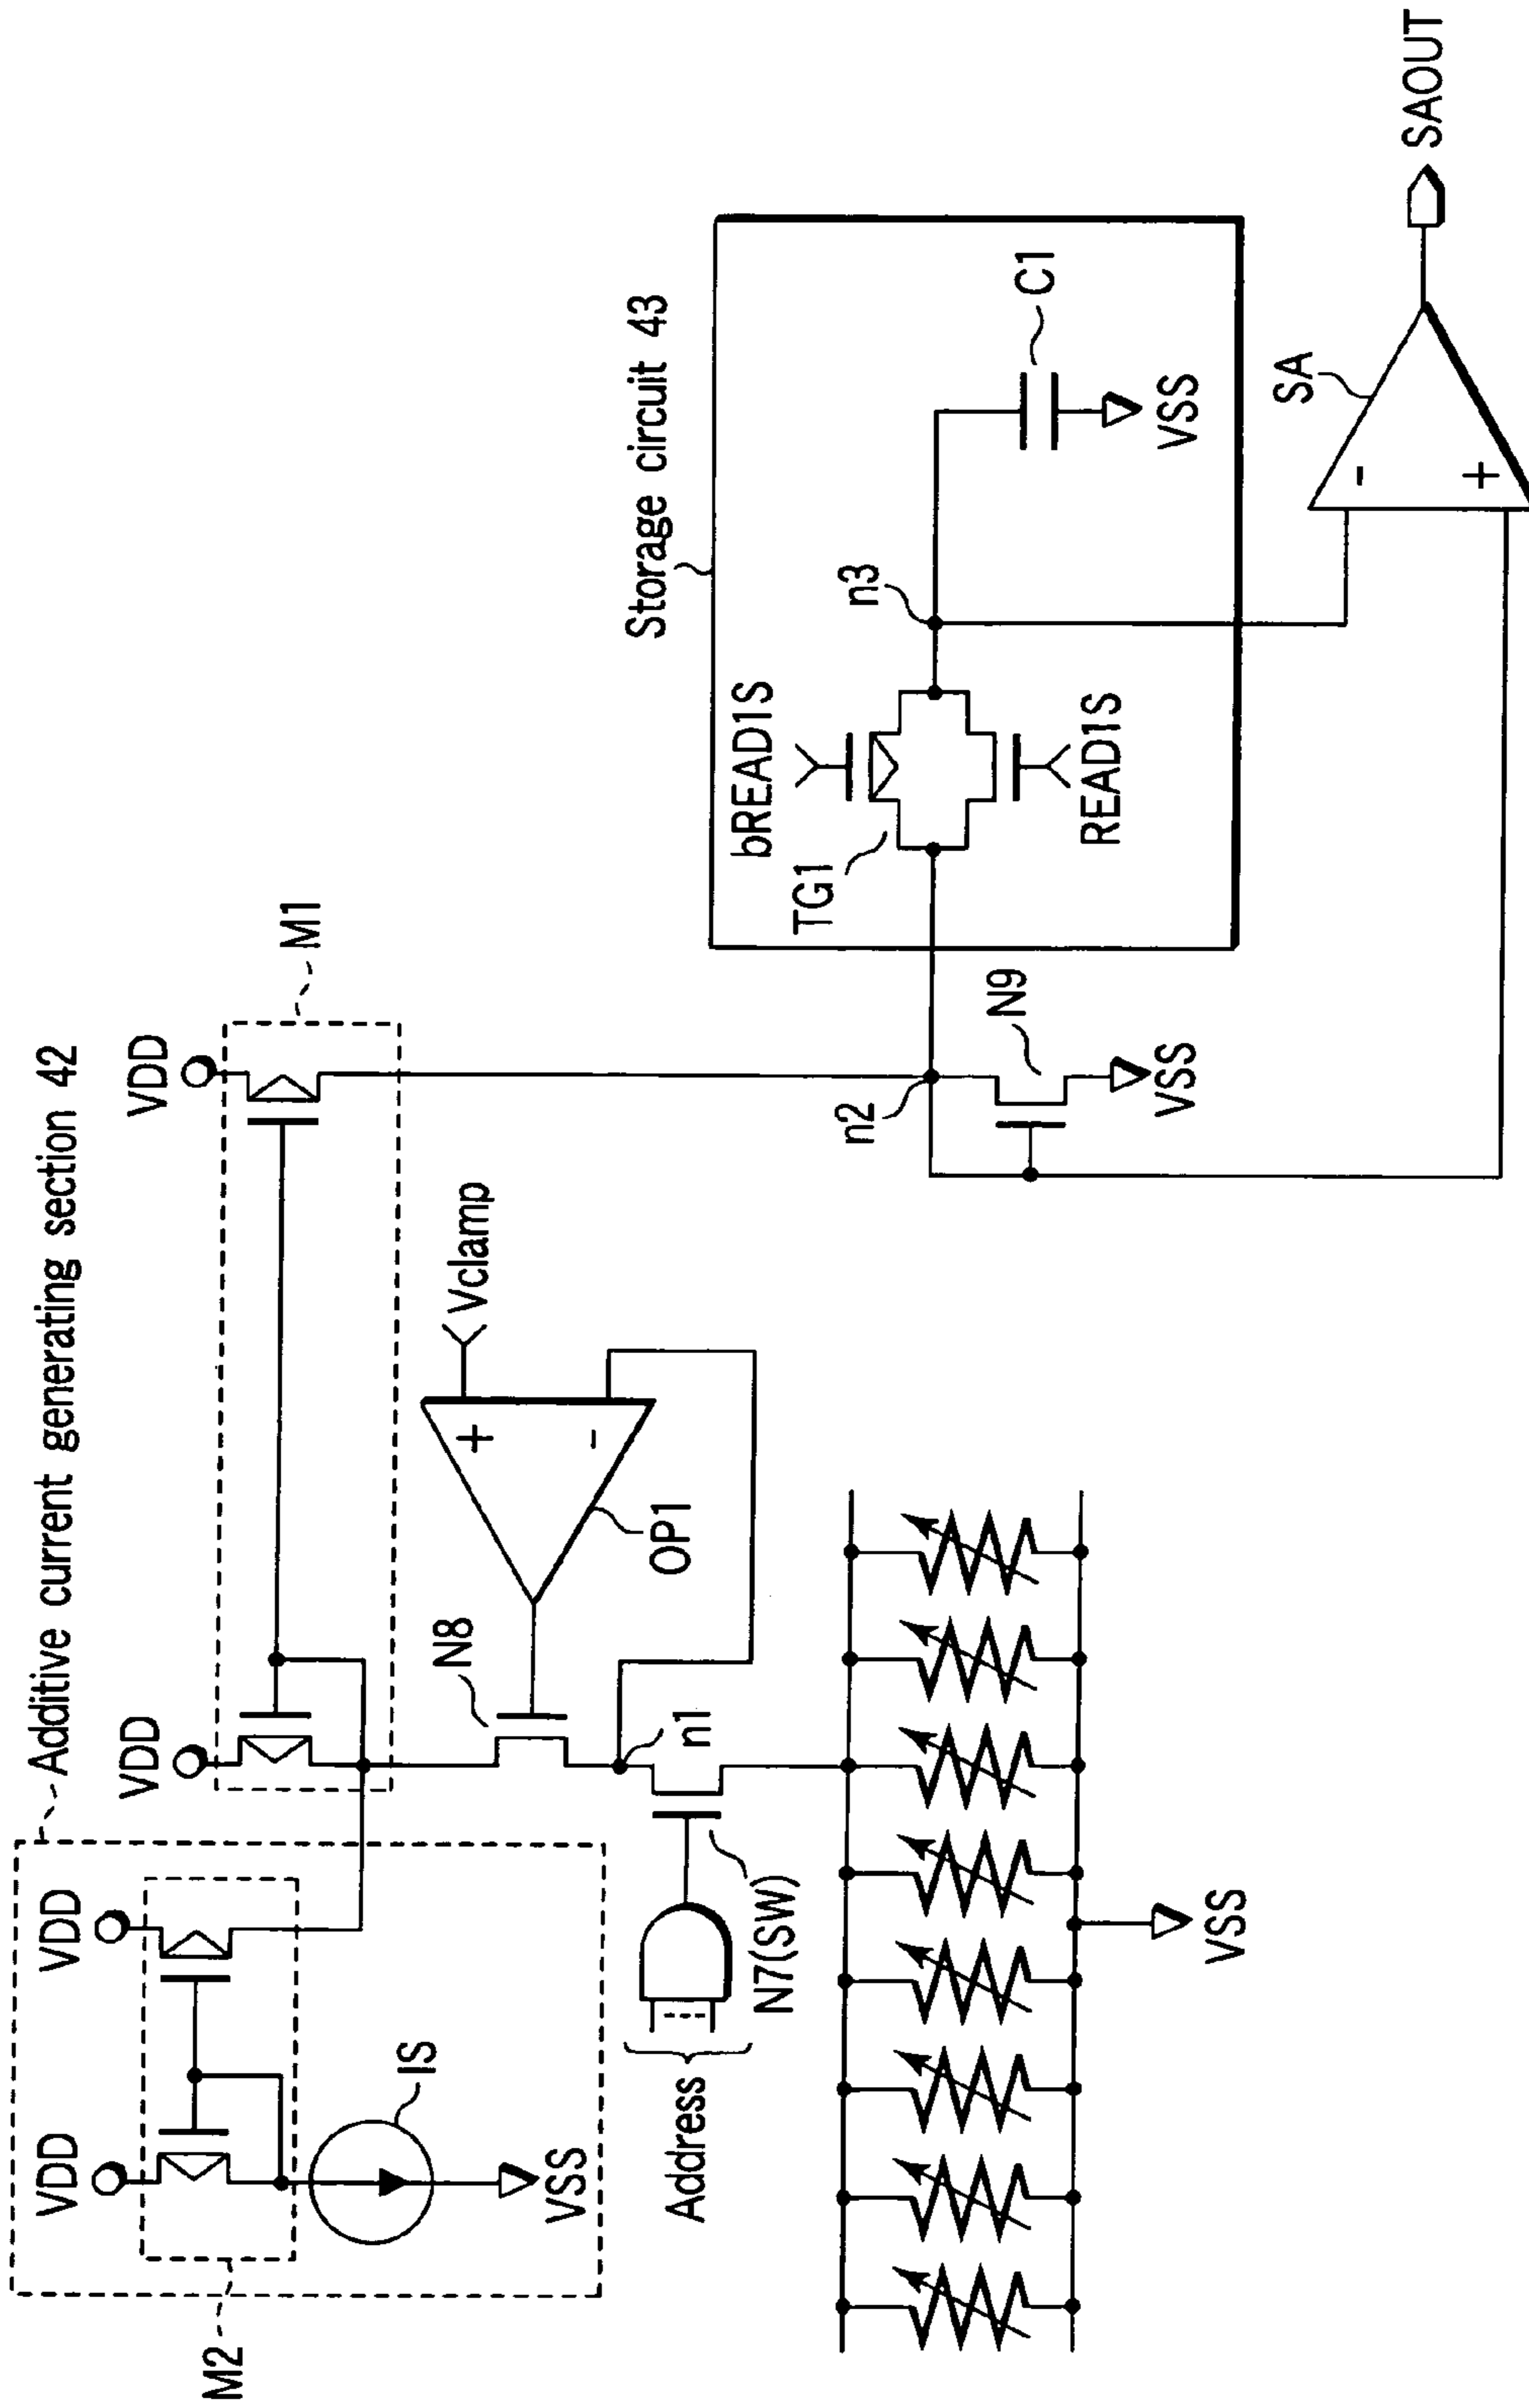 Additive current generating section 42
VDD
VDD
VDD
VDD
M1
M2
IS
VSS
N8
Vclamp
+
-
OP1
n1
Address
N7(SW)
VSS
Storage circuit 43
bREAD1S
TG1
READ1S
n3
C1
VSS
n2
N9
VSS
SA
-
+
SAOUT